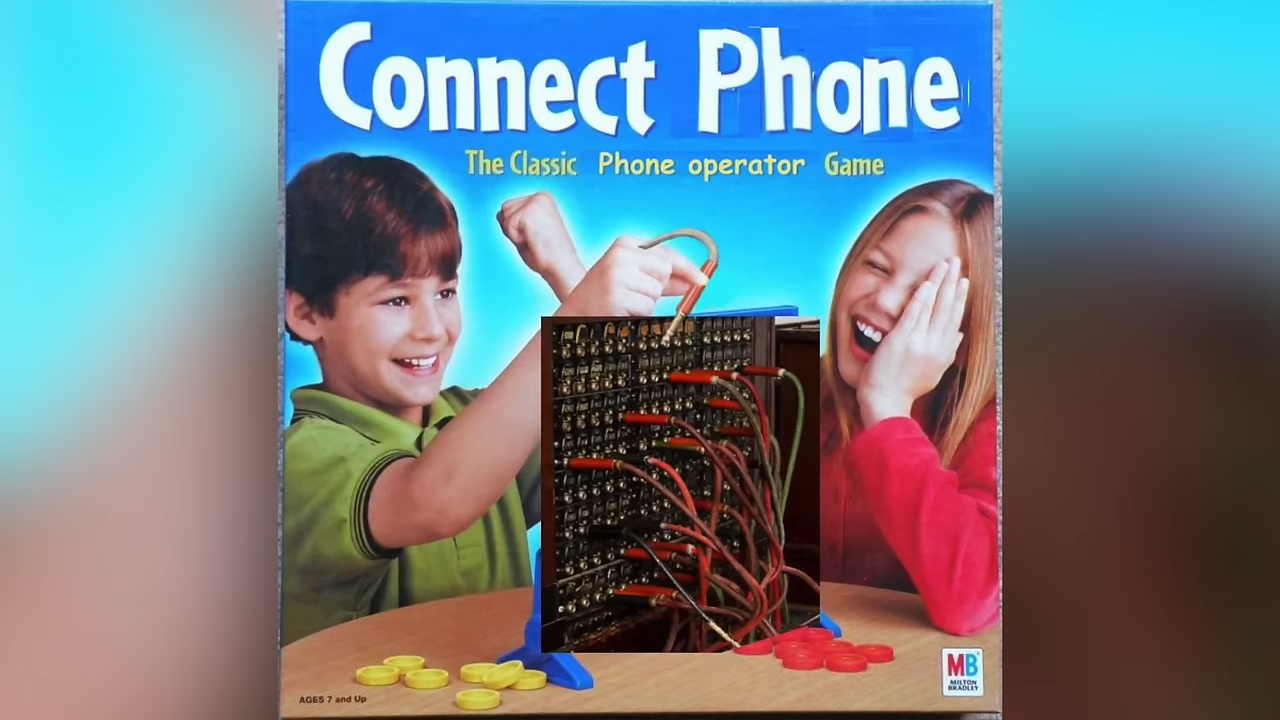 Connect Phone
The Classic Phone operator Game
AGES 7 and Up
MB
MILTON
BRADLEY